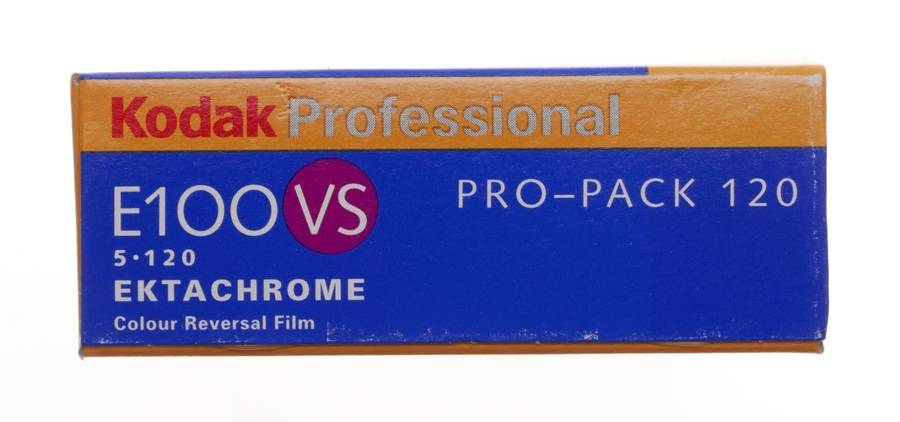 Kodak Professional
E100VS PRO-PACK 120
5·120
EKTACHROME
Colour Reversal Film